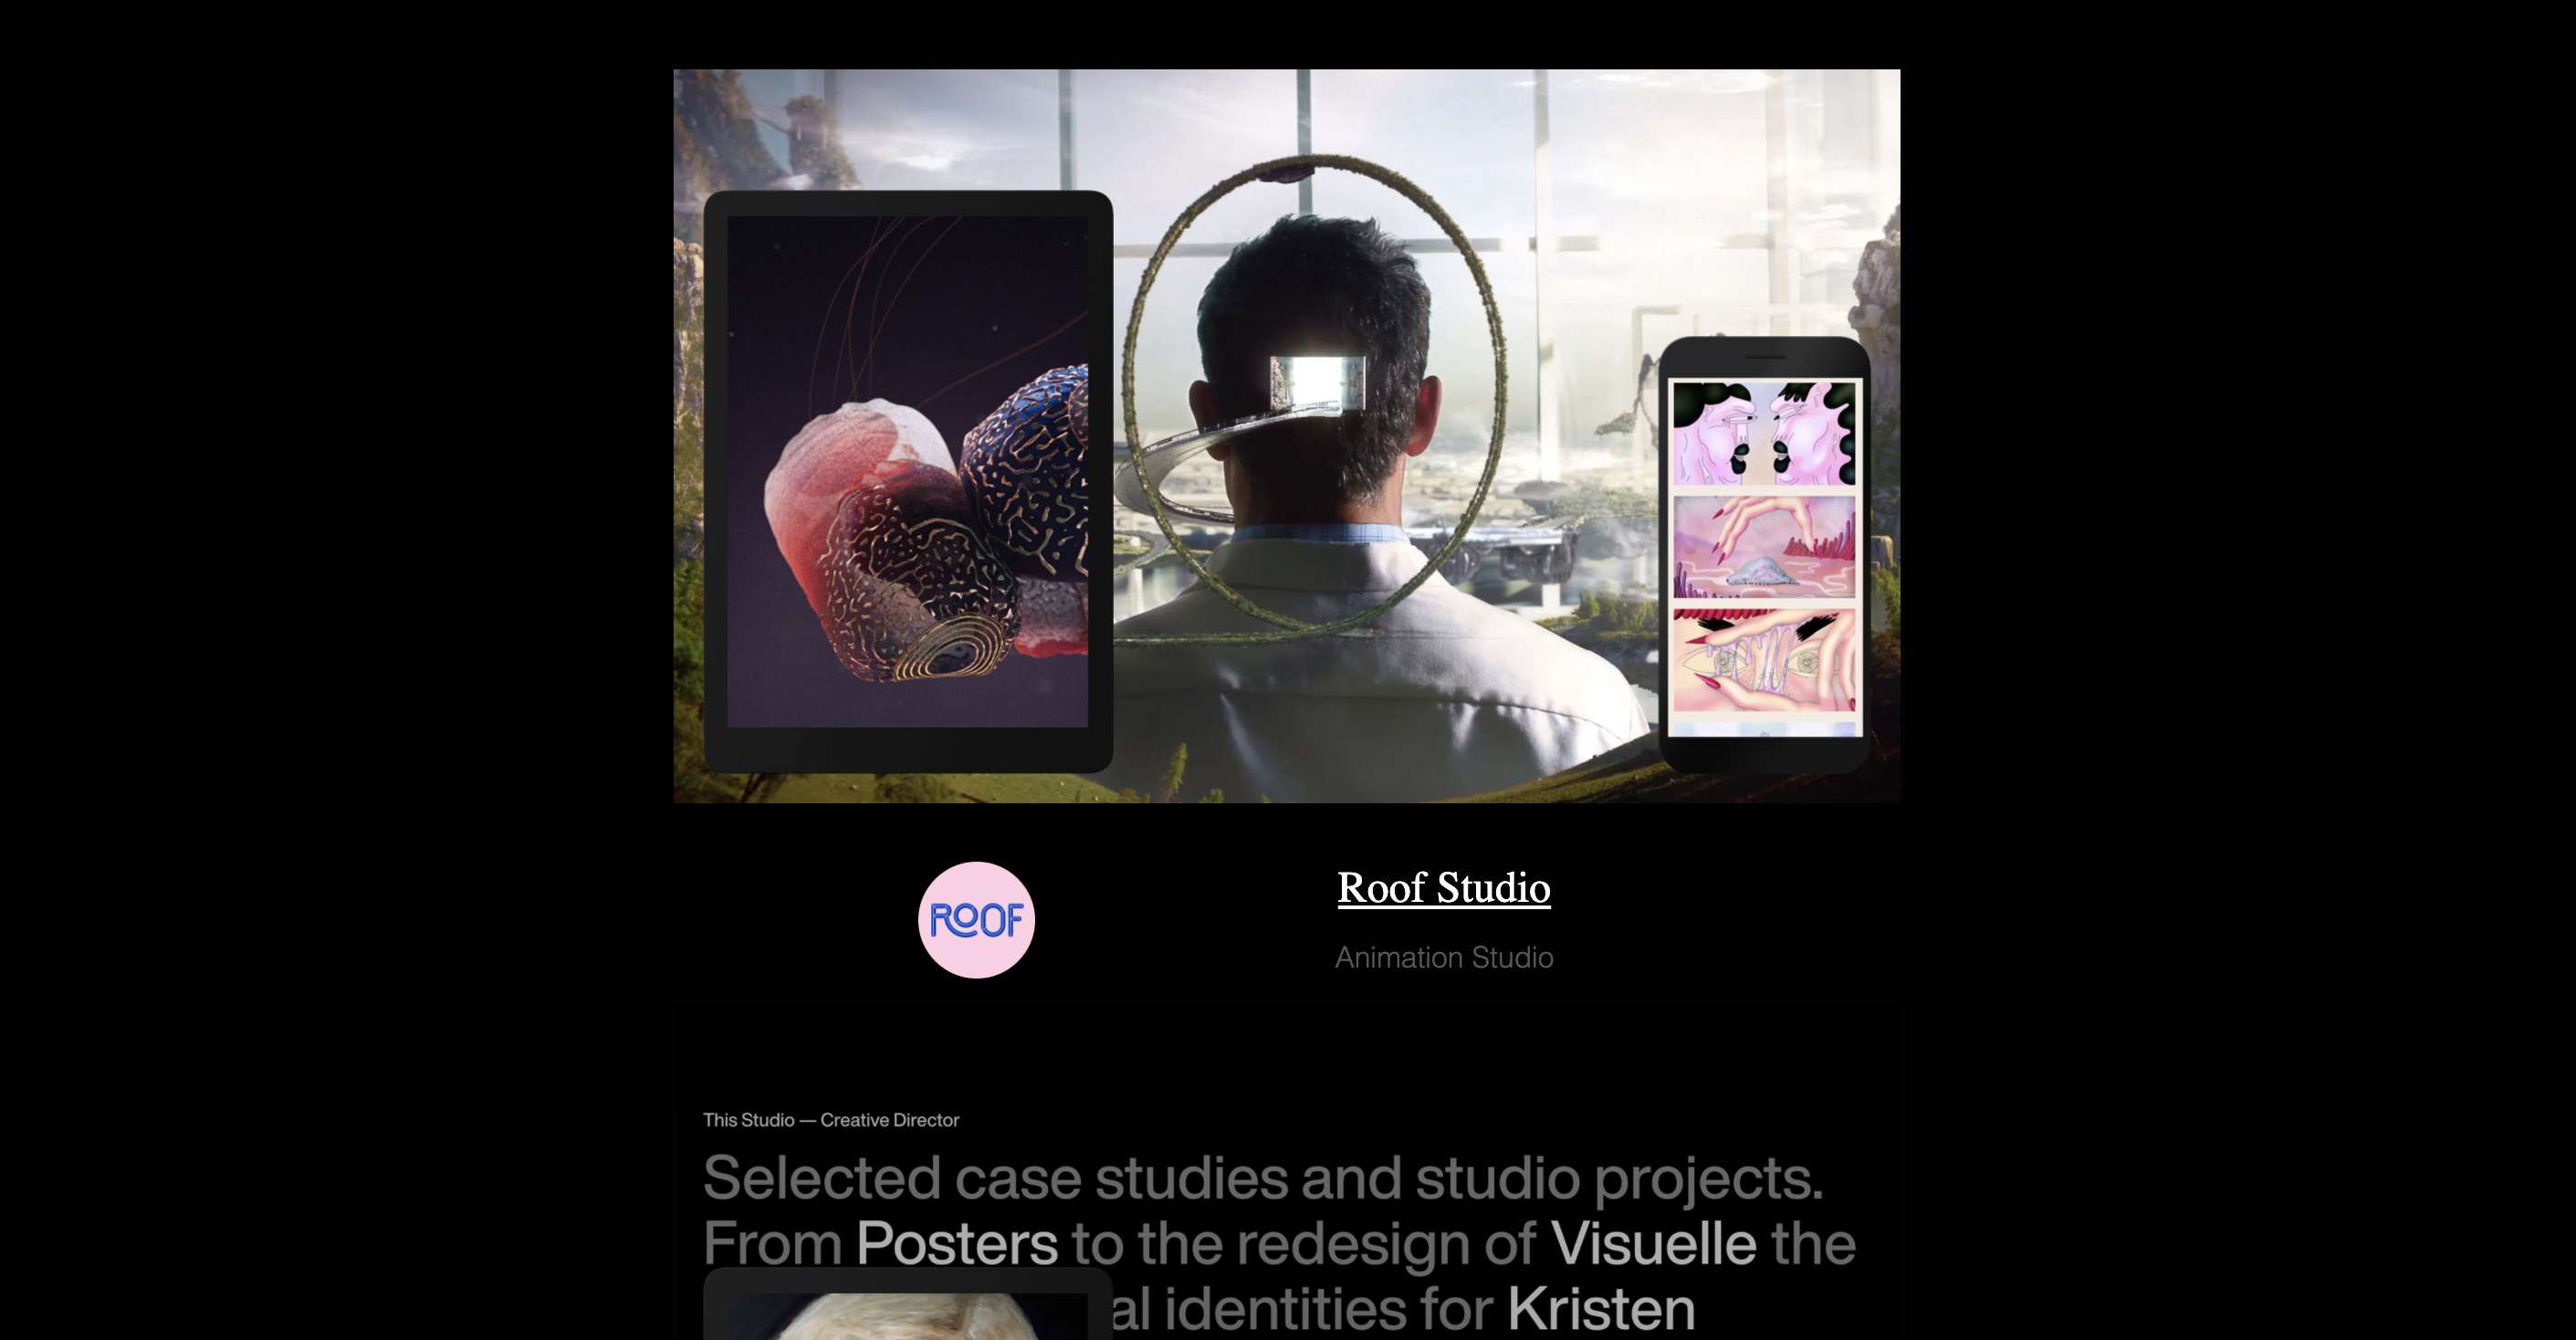 ROOF
Roof Studio
Animation Studio
This Studio — Creative Director
Selected case studies and studio projects.
From Posters to the redesign of Visuelle the
al identities for Kristen